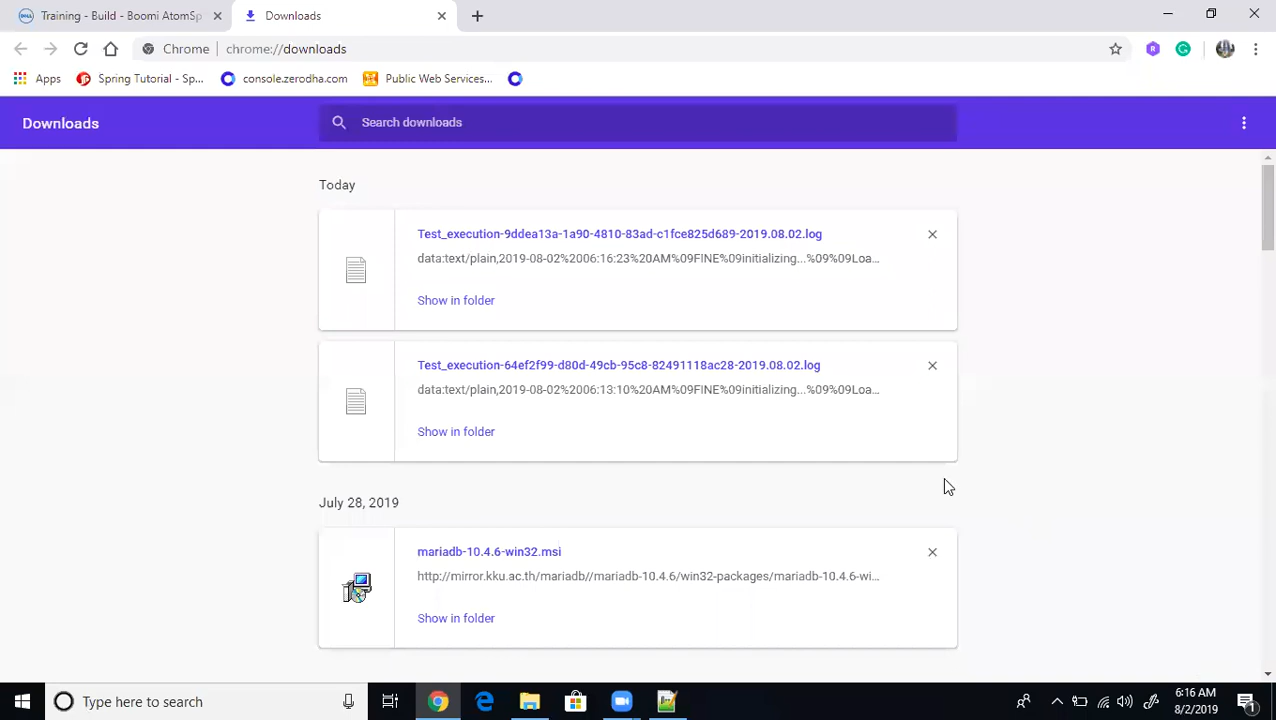 Training - Build - Boomi AtomSp
Downloads
Chrome
chrome://downloads
Apps
Spring Tutorial - Sp...
console.zerodha.com
Public Web Services...
Downloads
Search downloads
Today
Test_execution-9ddea13a-1a90-4810-83ad-c1fce825d689-2019.08.02.log
data:text/plain,2019-08-02%2006:16:23%20AM%09FINE%09initializing...%09%09Loa...
Show in folder
Test_execution-64ef2f99-d80d-49cb-95c8-82491118ac28-2019.08.02.log
data:text/plain,2019-08-02%2006:13:10%20AM%09FINE%09initializing...%09%09Loa...
Show in folder
July 28, 2019
mariadb-10.4.6-win32.msi
http://mirror.kku.ac.th/mariadb//mariadb-10.4.6/win32-packages/mariadb-10.4.6-wi...
Show in folder
Type here to search
6:16 AM
8/2/2019
1